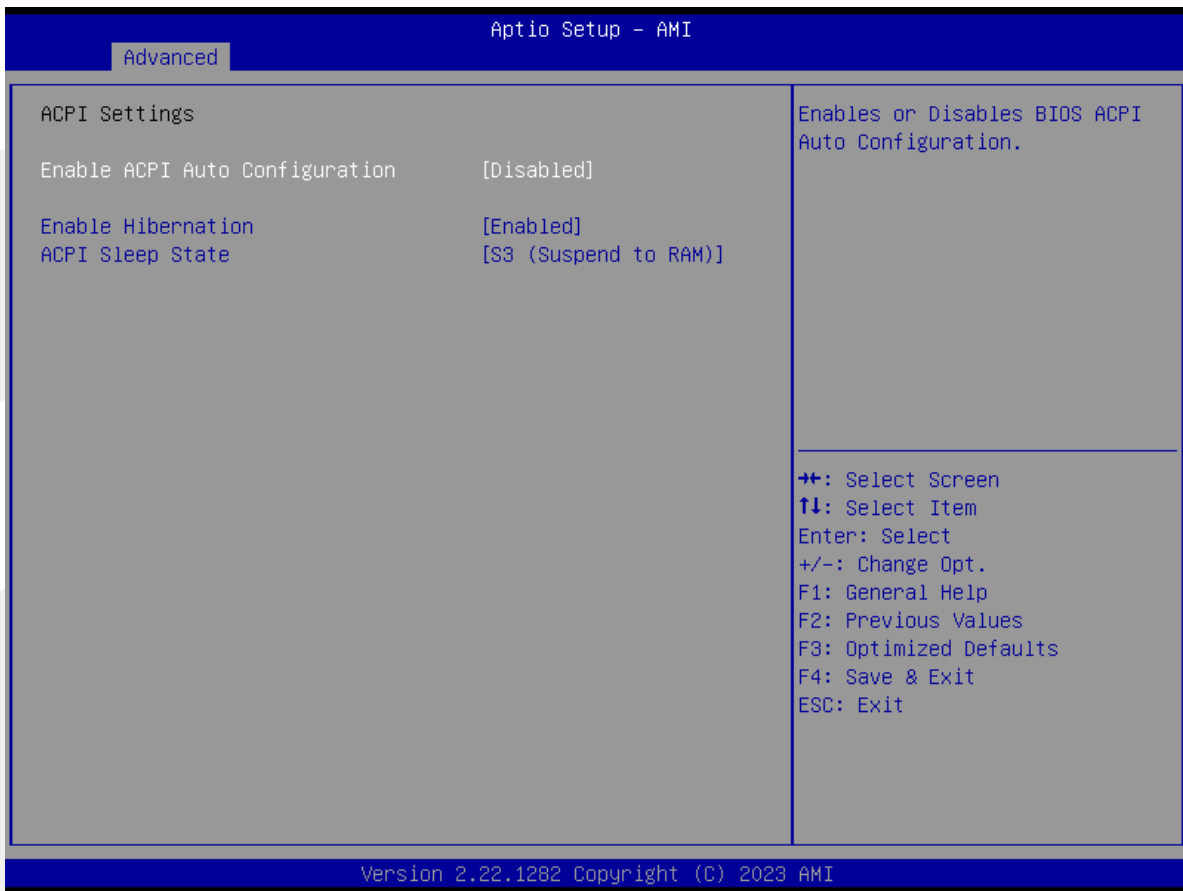 Aptio Setup – AMI
Advanced
ACPI Settings
Enable ACPI Auto Configuration [Disabled]
Enable Hibernation [Enabled]
ACPI Sleep State [S3 (Suspend to RAM)]
Enables or Disables BIOS ACPI
Auto Configuration.
→←: Select Screen
↑↓: Select Item
Enter: Select
+/-: Change Opt.
F1: General Help
F2: Previous Values
F3: Optimized Defaults
F4: Save & Exit
ESC: Exit
Version 2.22.1282 Copyright (C) 2023 AMI